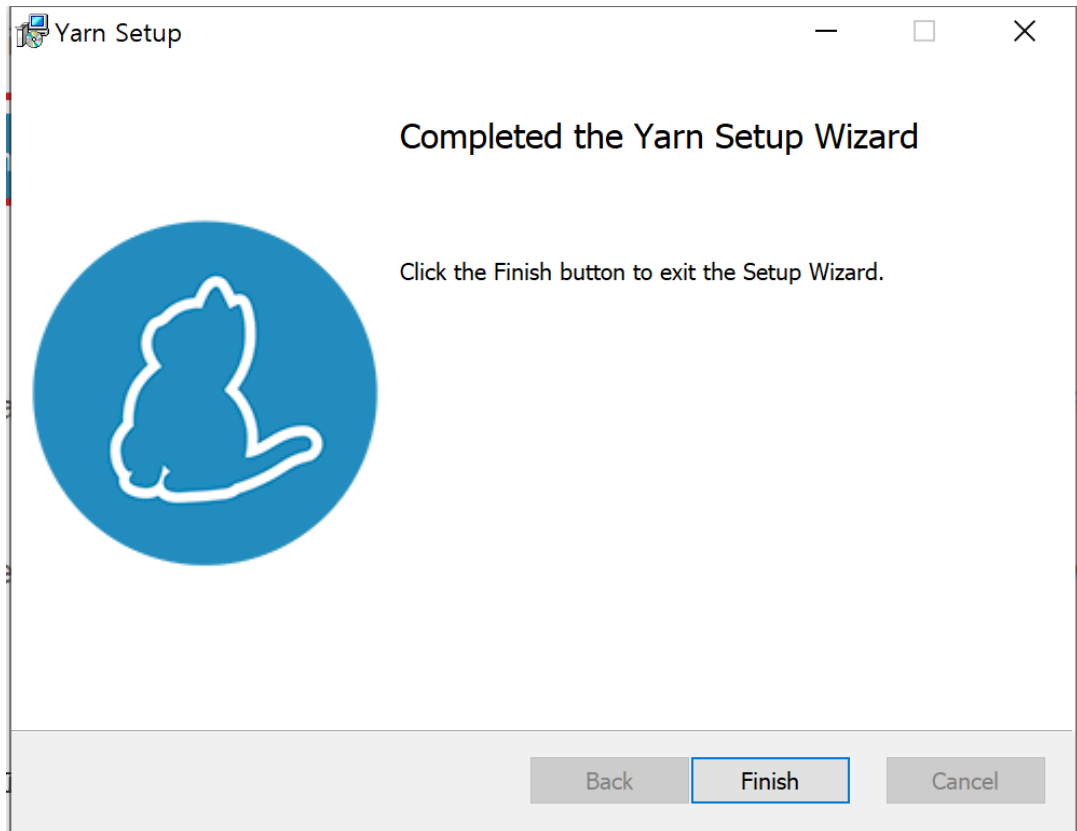 Yarn Setup
Completed the Yarn Setup Wizard
Click the Finish button to exit the Setup Wizard.
Back
Finish
Cancel